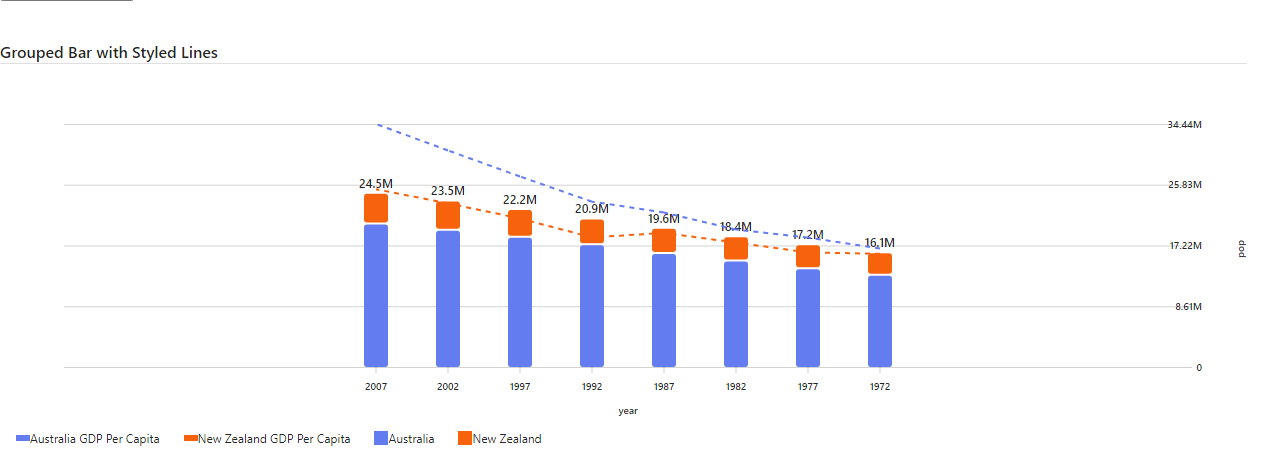 Grouped Bar with Styled Lines
34.44M
25.83M
17.22M
8.61M
0
pop
24.5M
23.5M
22.2M
20.9M
19.6M
18.4M
17.2M
16.1M
2007 2002 1997 1992 1987 1982 1977 1972
year
Australia GDP Per Capita New Zealand GDP Per Capita Australia New Zealand